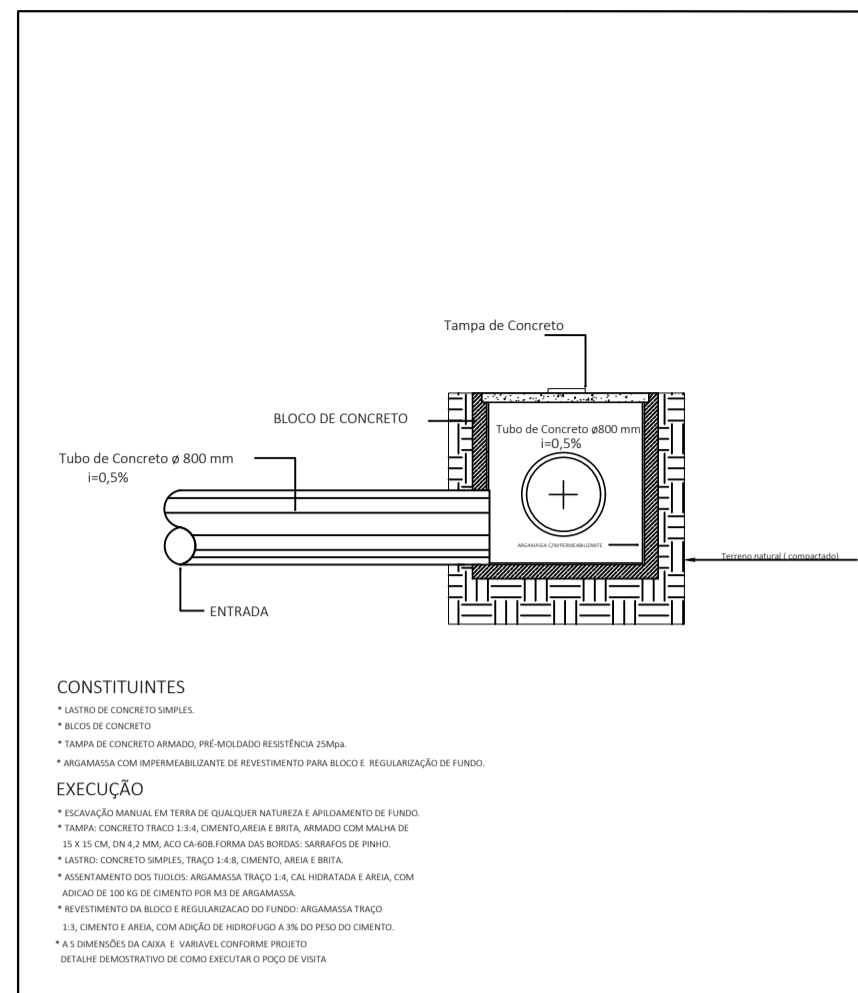 Tampa de Concreto
BLOCO DE CONCRETO
Tubo de Concreto ø800 mm
i=0,5%
Tubo de Concreto ø 800 mm
i=0,5%
ARGAMASSA C/IMPERMEABILIZANTE
Terreno natural ( compactado)
ENTRADA
CONSTITUINTES
* LASTRO DE CONCRETO SIMPLES.
* BLCOS DE CONCRETO
* TAMPA DE CONCRETO ARMADO, PRÉ-MOLDADO RESISTÊNCIA 25Mpa.
* ARGAMASSA COM IMPERMEABILIZANTE DE REVESTIMENTO PARA BLOCO E REGULARIZAÇÃO DE FUNDO.
EXECUÇÃO
* ESCAVAÇÃO MANUAL EM TERRA DE QUALQUER NATUREZA E APILOAMENTO DE FUNDO.
* TAMPA: CONCRETO TRACO 1:3:4, CIMENTO,AREIA E BRITA, ARMADO COM MALHA DE
15 X 15 CM, DN 4,2 MM, ACO CA-60B.FORMA DAS BORDAS: SARRAFOS DE PINHO.
* LASTRO: CONCRETO SIMPLES, TRAÇO 1:4:8, CIMENTO, AREIA E BRITA.
* ASSENTAMENTO DOS TIJOLOS: ARGAMASSA TRAÇO 1:4, CAL HIDRATADA E AREIA, COM
ADICAO DE 100 KG DE CIMENTO POR M3 DE ARGAMASSA.
* REVESTIMENTO DA BLOCO E REGULARIZACAO DO FUNDO: ARGAMASSA TRAÇO
1:3, CIMENTO E AREIA, COM ADIÇÃO DE HIDROFUGO A 3% DO PESO DO CIMENTO.
* A S DIMENSÕES DA CAIXA E VARIAVEL CONFORME PROJETO
DETALHE DEMOSTRATIVO DE COMO EXECUTAR O POÇO DE VISITA